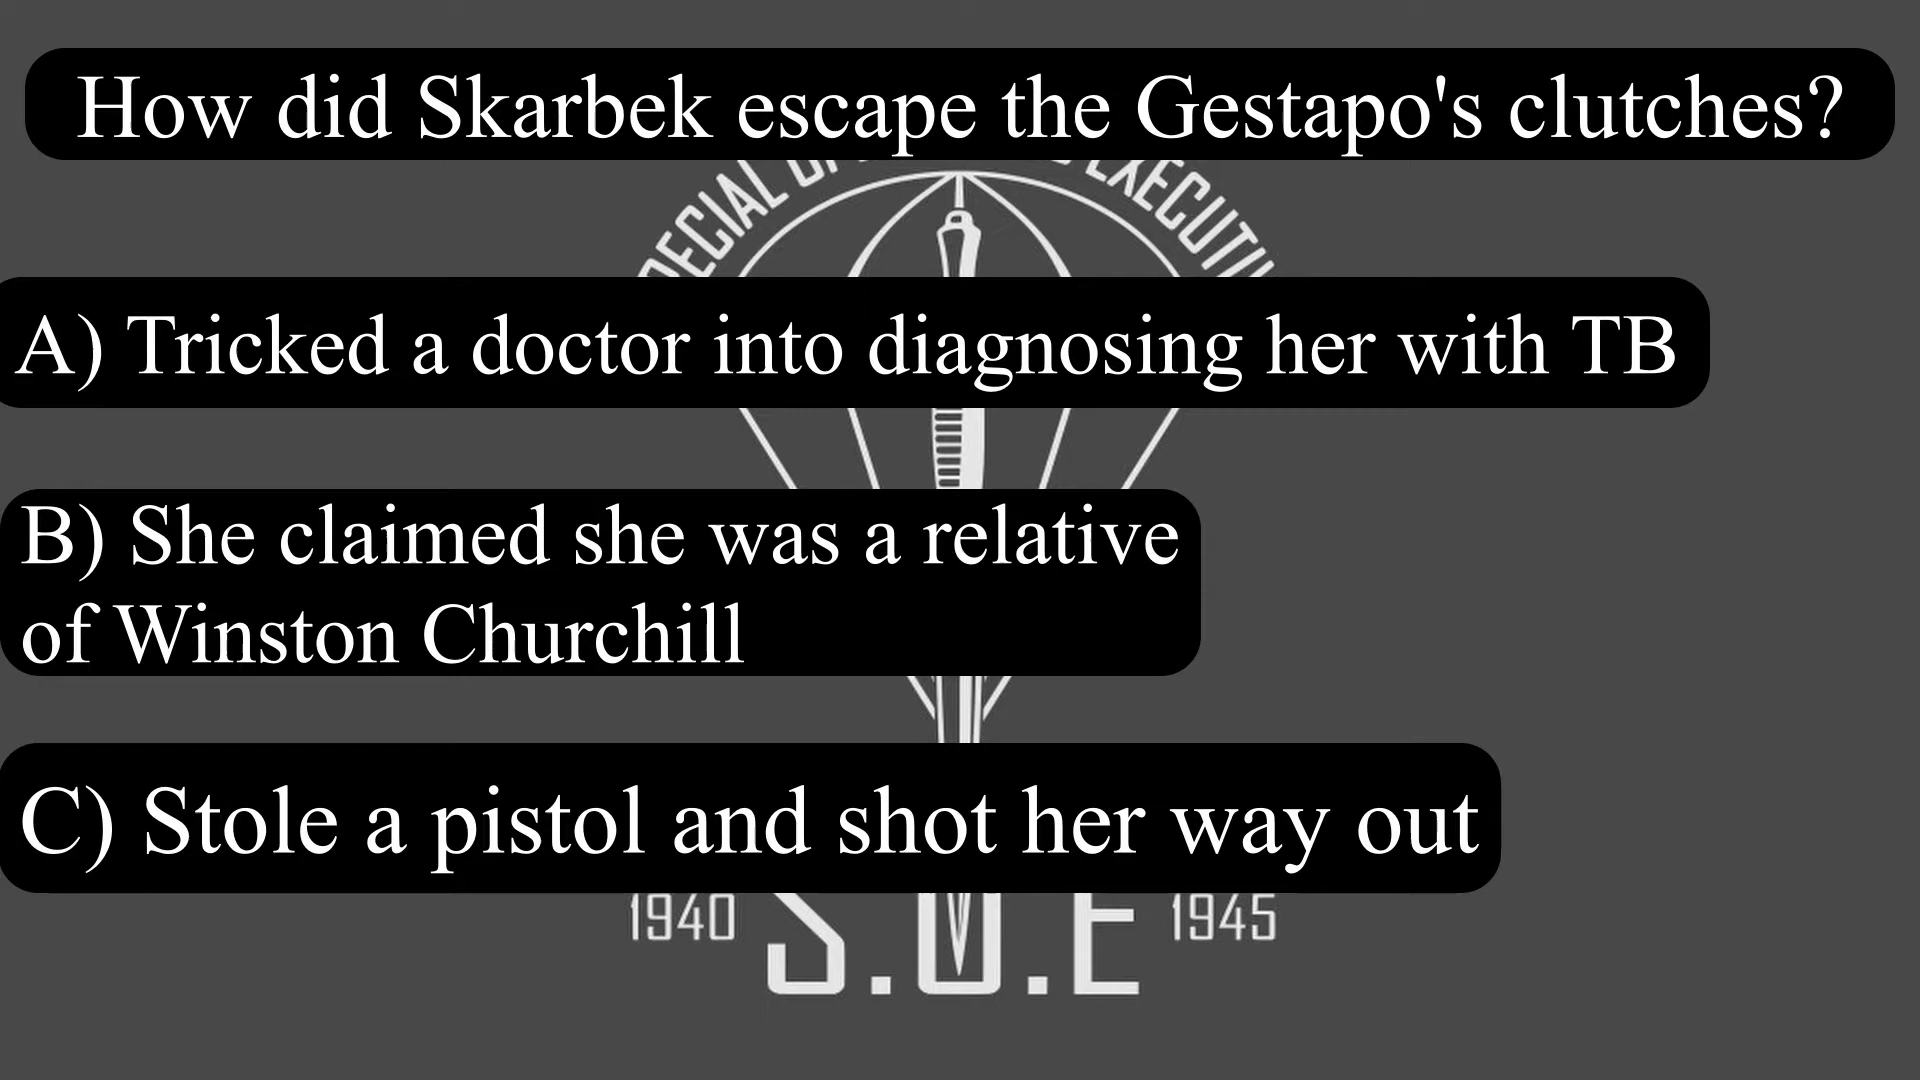 How did Skarbek escape the Gestapo's clutches?
A) Tricked a doctor into diagnosing her with TB
B) She claimed she was a relative
of Winston Churchill
C) Stole a pistol and shot her way out
1940 S.O.E 1945